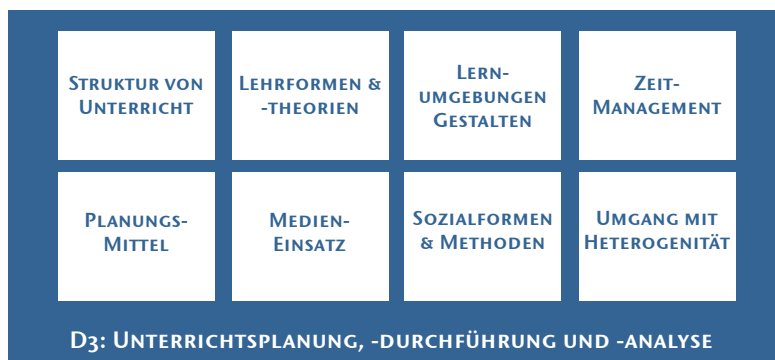 Struktur von
Unterricht
Lehrformen &
-theorien
Lern-
umgebungen
Gestalten
Zeit-
Management
Planungs-
Mittel
Medien-
Einsatz
Sozialformen
& Methoden
Umgang mit
Heterogenität
D3: Unterrichtsplanung, -durchführung und -analyse